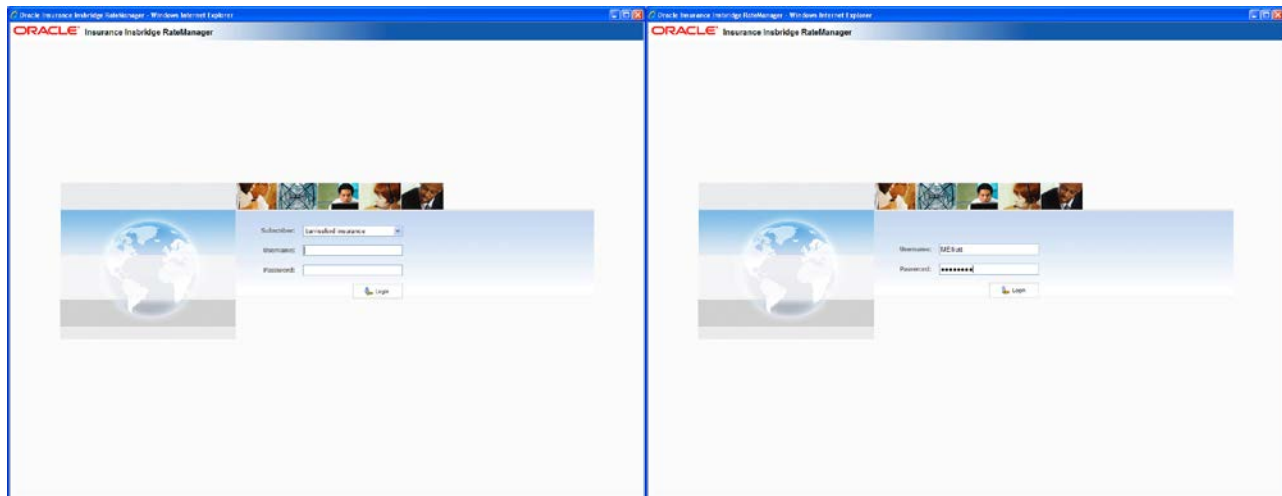 Oracle Insurance Insbridge RateManager - Windows Internet Explorer
ORACLE Insurance Insbridge RateManager
Subscriber:
Username:
Password:
Login
Oracle Insurance Insbridge RateManager - Windows Internet Explorer
ORACLE Insurance Insbridge RateManager
Username:
Password: ●●●●●●●●
Login